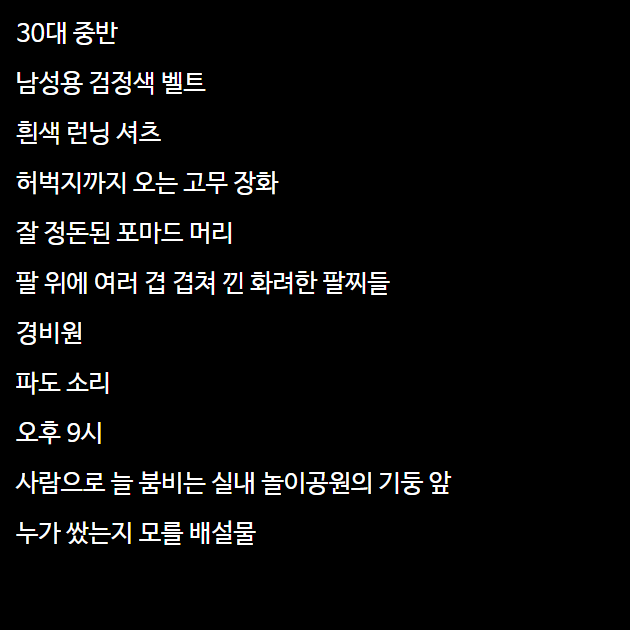 30대 중반
남성용 검정색 벨트
흰색 런닝 셔츠
허벅지까지 오는 고무 장화
잘 정돈된 포마드 머리
팔 위에 여러 겹 겹쳐 낀 화려한 팔찌들
경비원
파도 소리
오후 9시
사람으로 늘 붐비는 실내 놀이공원의 기둥 앞
누가 쌌는지 모를 배설물